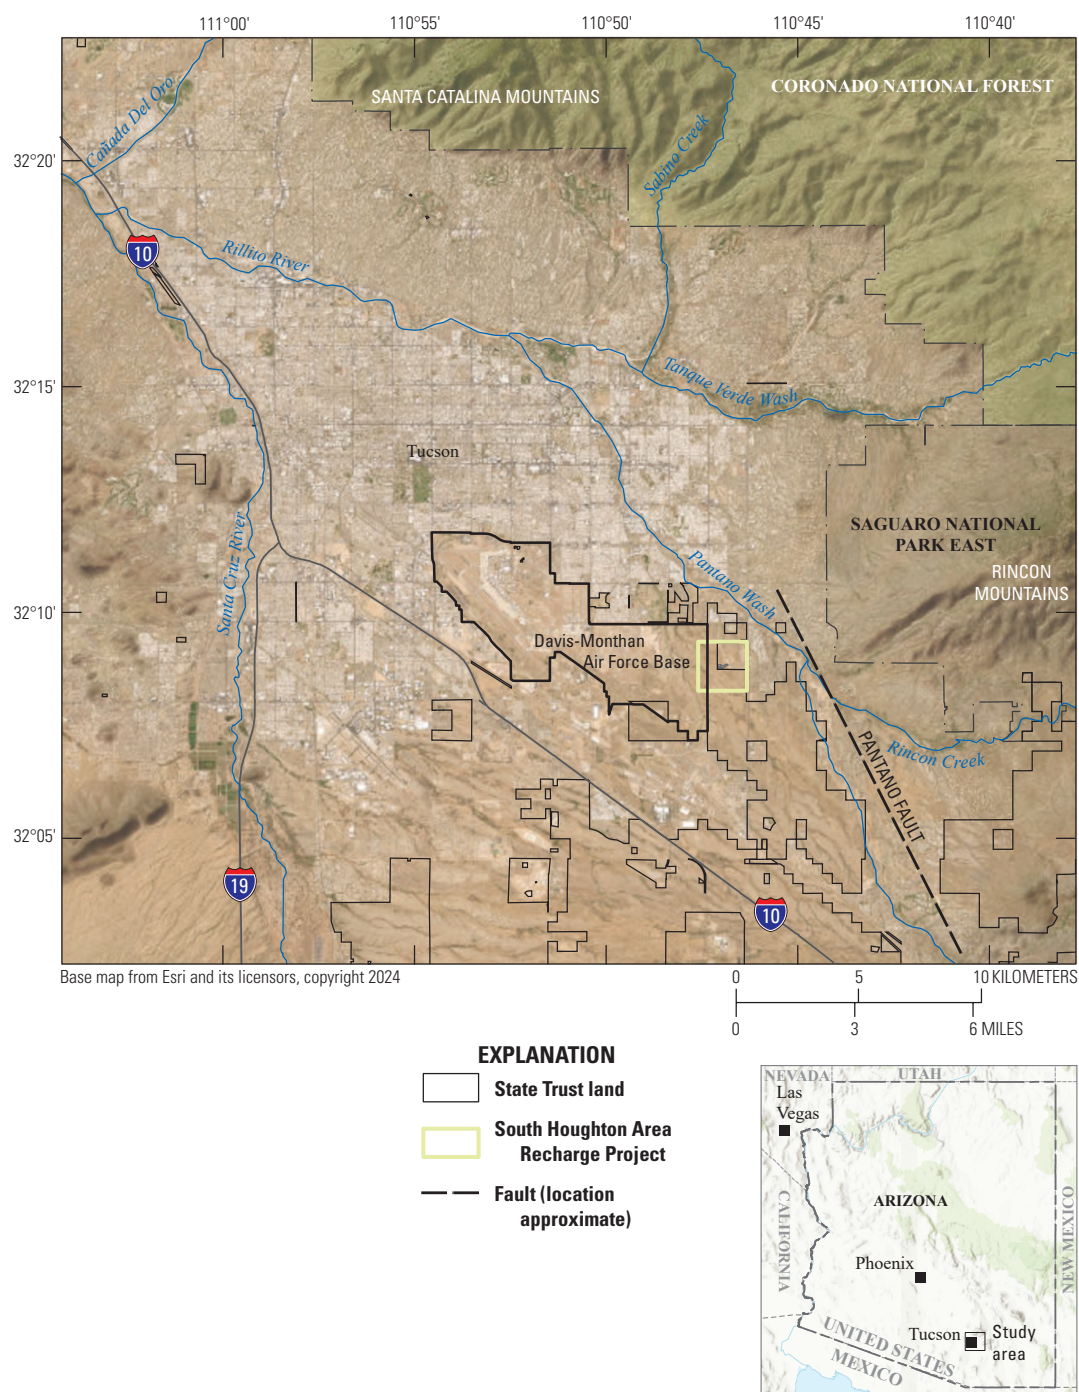 111°00'
110°55'
110°50'
110°45'
110°40'
SANTA CATALINA MOUNTAINS
CORONADO NATIONAL FOREST
Cañada Del Oro
Sabino Creek
32°20'
10
Rillito River
32°15'
Tanque Verde Wash
Tucson
SAGUARO NATIONAL
PARK EAST
RINCON
MOUNTAINS
Santa Cruz River
Pantano Wash
32°10'
Davis-Monthan
Air Force Base
PANTANO FAULT
Rincon Creek
32°05'
19
10
Base map from Esri and its licensors, copyright 2024
0 5 10 KILOMETERS
0 3 6 MILES
EXPLANATION
State Trust land
South Houghton Area
Recharge Project
Fault (location
approximate)
NEVADA
UTAH
Las
Vegas
CALIFORNIA
ARIZONA
NEW MEXICO
Phoenix
Tucson
Study
area
UNITED STATES
MEXICO